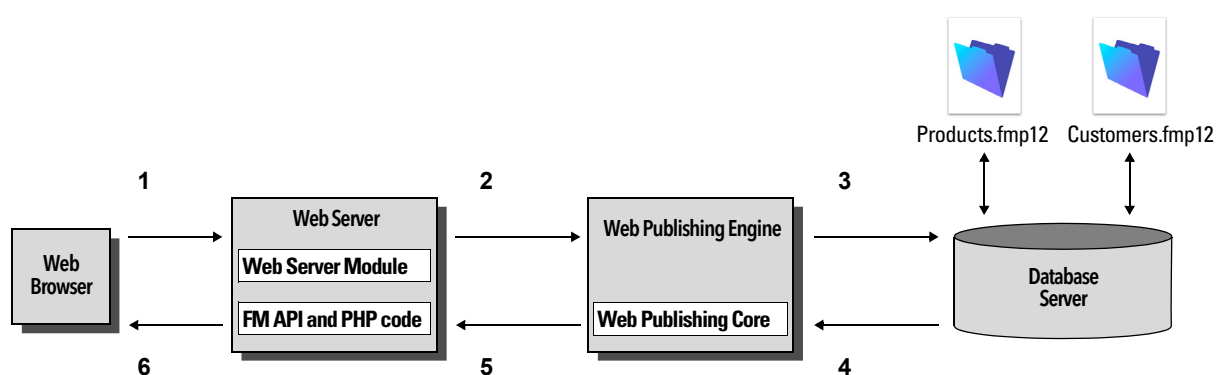 Products.fmp12
Customers.fmp12
1
2
3
Web Server
Web Publishing Engine
Web
Browser
Web Server Module
Database
Server
FM API and PHP code
Web Publishing Core
6
5
4